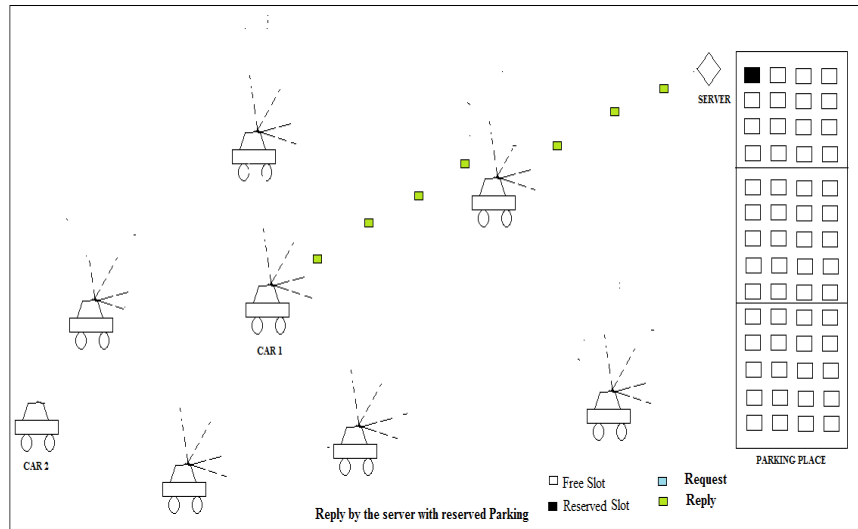 SERVER
CAR 1
CAR 2
PARKING PLACE
Free Slot
Request
Reserved Slot
Reply
Reply by the server with reserved Parking